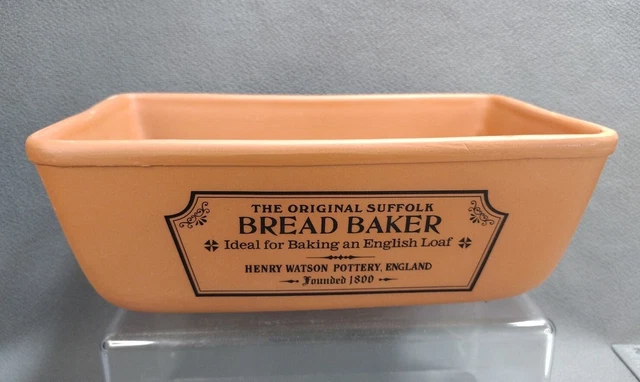 THE ORIGINAL SUFFOLK
BREAD BAKER
Ideal for Baking an English Loaf
HENRY WATSON POTTERY, ENGLAND
Founded 1800